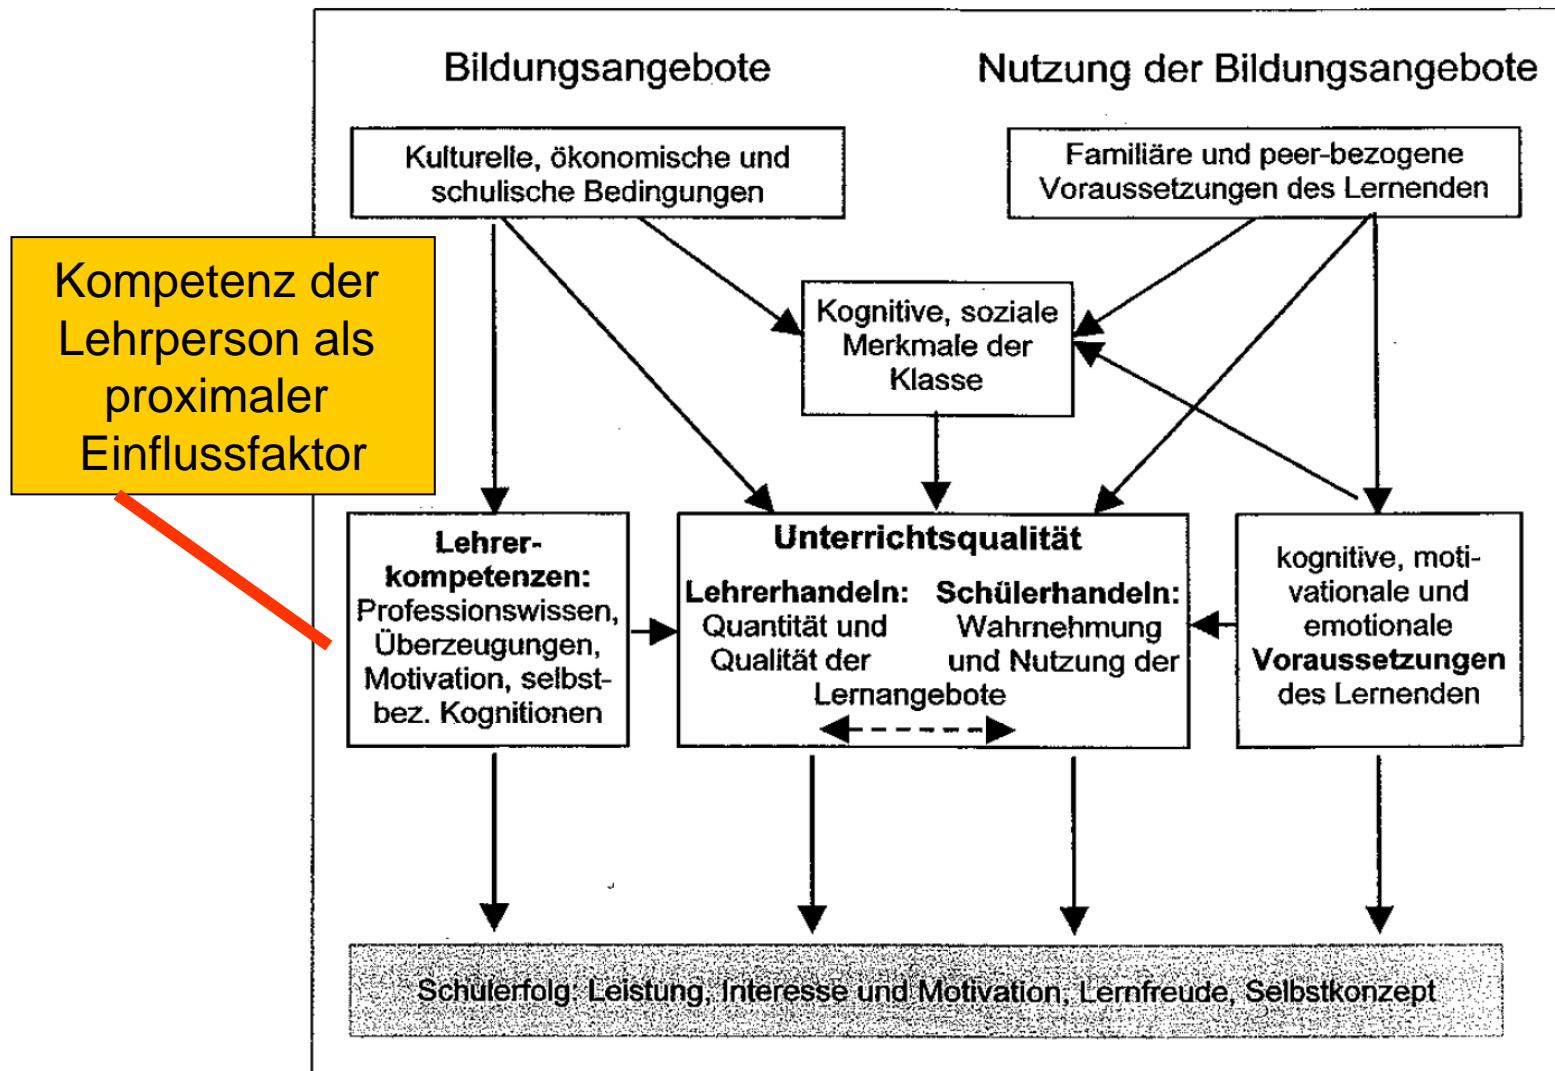 Bildungsangebote
Nutzung der Bildungsangebote
Kulturelle, ökonomische und
schulische Bedingungen
Familiäre und peer-bezogene
Voraussetzungen des Lernenden
Kompetenz der
Lehrperson als
proximaler
Einflussfaktor
Kognitive, soziale
Merkmale der
Klasse
Lehrer-
kompetenzen:
Professionswissen,
Überzeugungen,
Motivation, selbst-
bez. Kognitionen
Unterrichtsqualität
Lehrerhandeln:
Quantität und
Qualität der
Schülerhandeln:
Wahrnehmung
und Nutzung der
Lernangebote
kognitive, moti-
vationale und
emotionale
Voraussetzungen
des Lernenden
Schulerfolg: Leistung, Interesse und Motivation, Lernfreude, Selbstkonzept